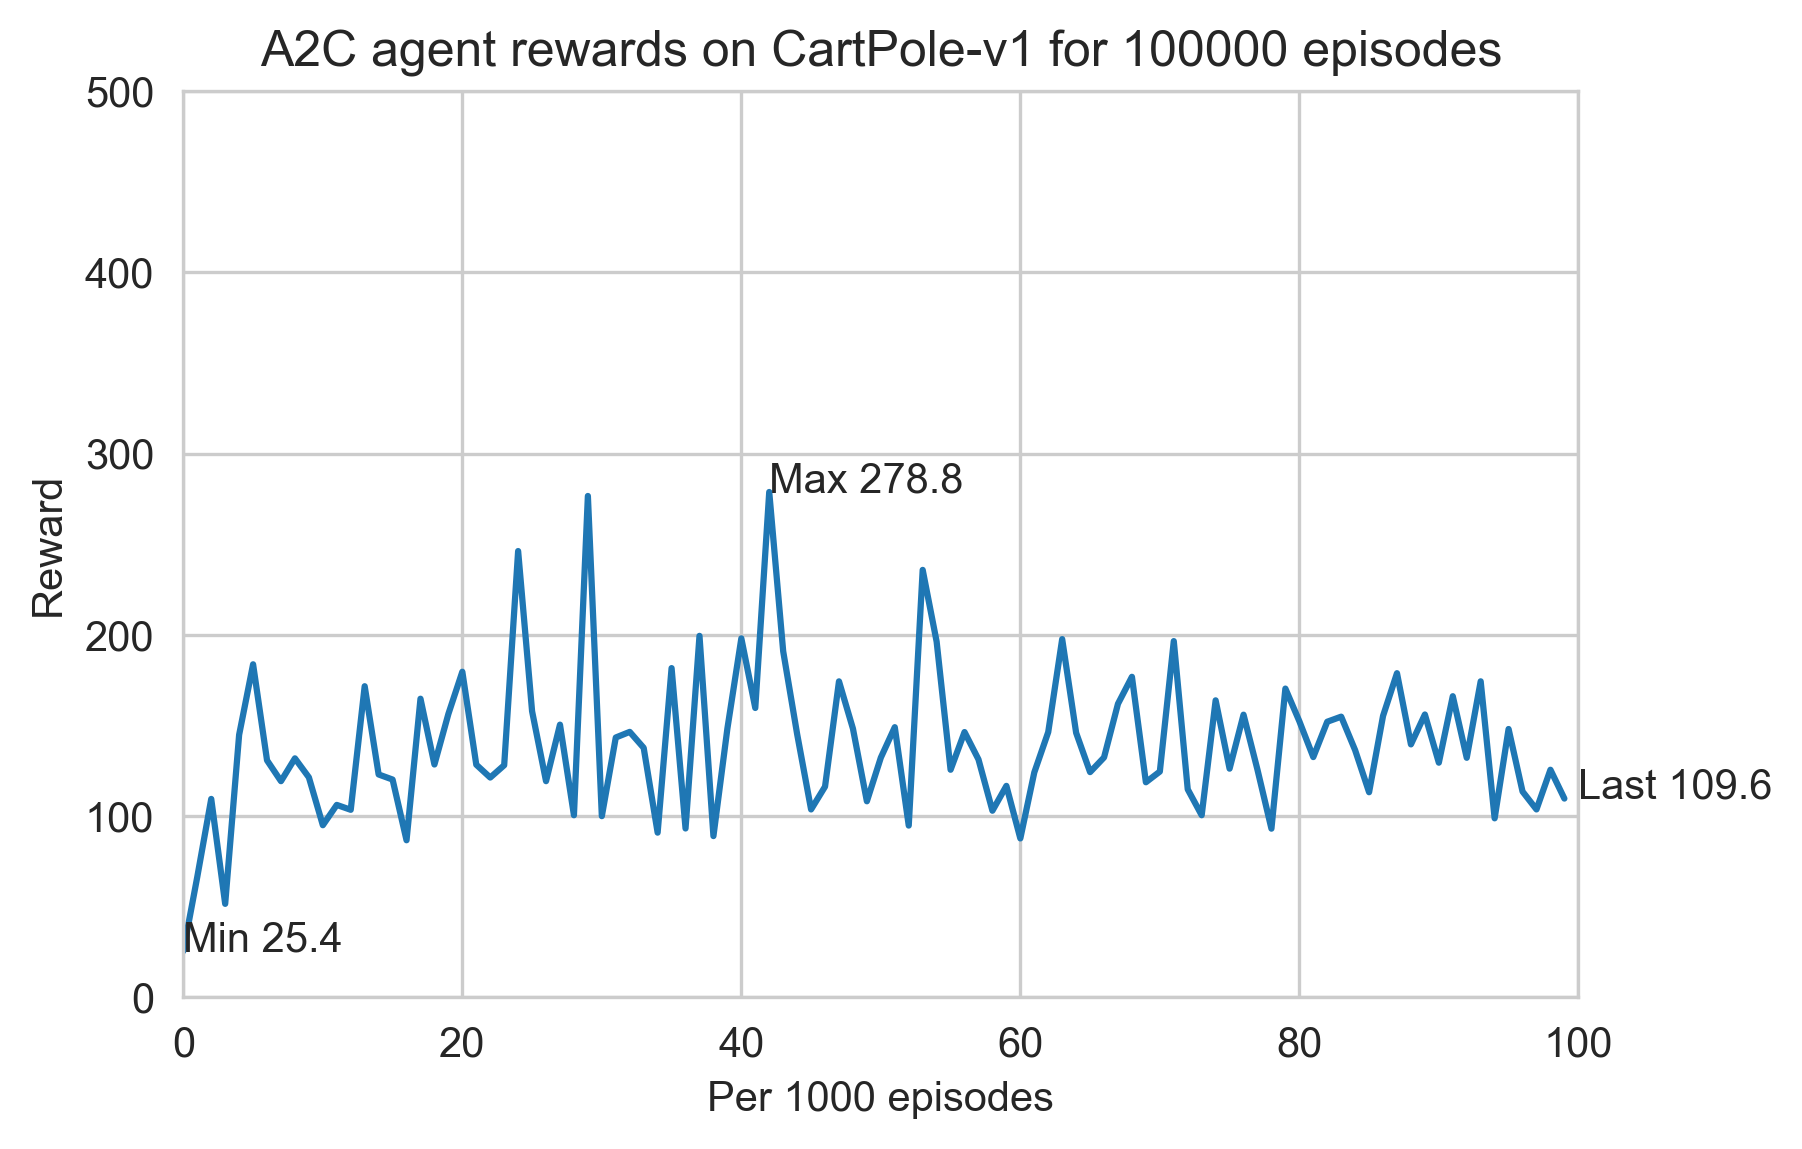 A2C agent rewards on CartPole-v1 for 100000 episodes
500
400
300
200
100
0
Reward
Max 278.8
Last 109.6
Min 25.4
0 20 40 60 80 100
Per 1000 episodes